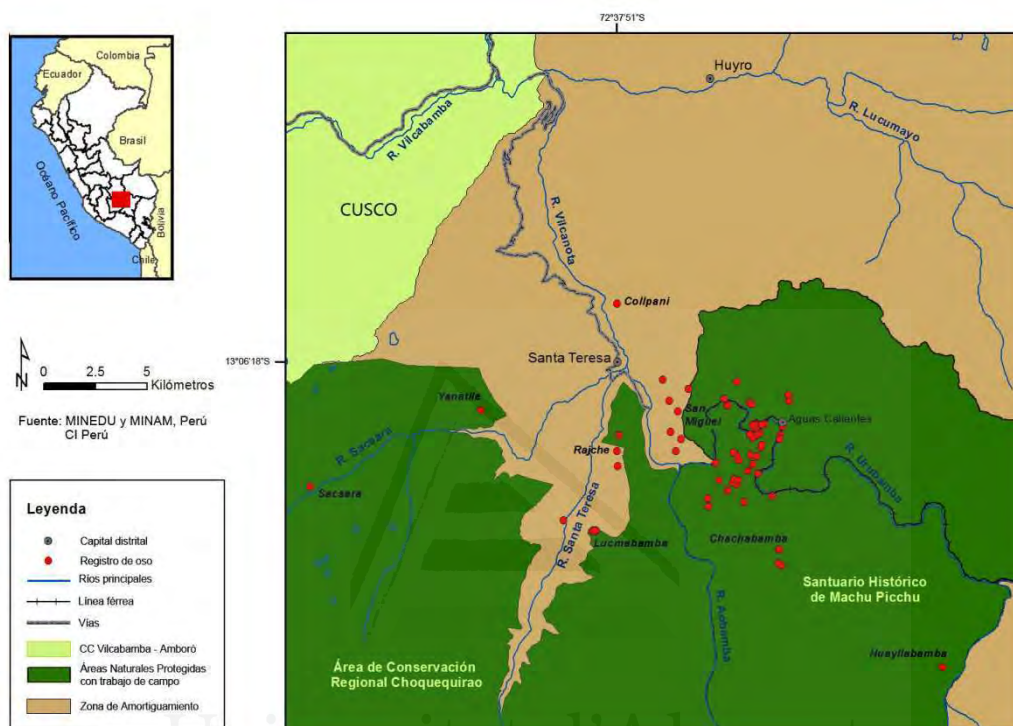 72°37'51"S
Colombia
Ecuador
Brasil
Océano Pacífico
Bolivia
Chile
N
0 2.5 5
Kilómetros
Fuente: MINEDU y MINAM, Perú
CI Perú
Leyenda
Capital distrital
Registro de oso
Ríos principales
Línea férrea
Vías
CC Vilcabamba - Amboró
Áreas Naturales Protegidas
con trabajo de campo
Zona de Amortiguamiento
Huyro
R. Lucumayo
R. Vilcabamba
CUSCO
R. Vilcanota
Collpani
13°06'18"S
Santa Teresa
Yanatile
San
Miguel
Aguas Calientes
R. Sacsara
Rajche
R. Urubamba
Sacsara
R. Santa Teresa
Lucmabamba
Chachabamba
Santuario Histórico
de Machu Picchu
R. Aobamba
Área de Conservación
Regional Choquequirao
Huayllabamba